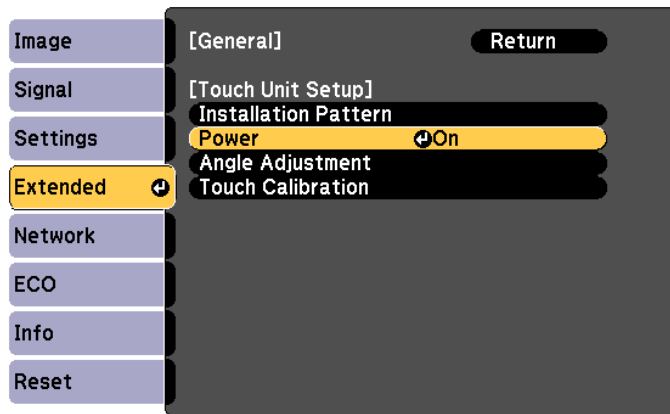 Image
Signal
Settings
Extended
Network
ECO
Info
Reset
[General] Return
[Touch Unit Setup]
Installation Pattern
Power On
Angle Adjustment
Touch Calibration